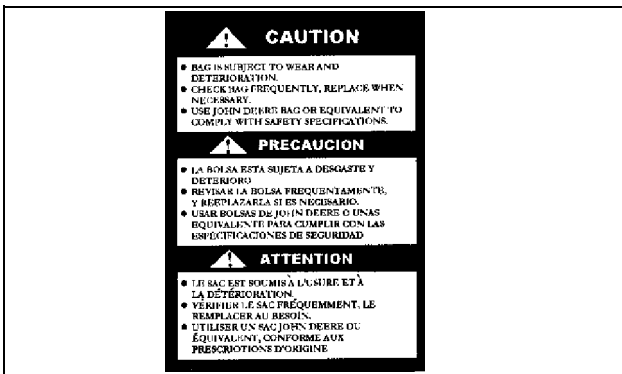 CAUTION
● BAG IS SUBJECT TO WEAR AND
DETERIORATION.
● CHECK BAG FREQUENTLY, REPLACE WHEN
NECESSARY.
● USE JOHN DEERE BAG OR EQUIVALENT TO
COMPLY WITH SAFETY SPECIFICATIONS.
PRECAUCION
● LA BOLSA ESTA SUJETA A DESGASTE Y
DETERIORO
● REVISAR LA BOLSA FREQUENTAMENTE,
Y REEPLAZARLA SI ES NECESARIO.
● USAR BOLSAS DE JOHN DEERE O UNAS
EQUIVALENTE PARA CUMPLIR CON LAS
ESPECIFICACIONES DE SEGURIDAD
ATTENTION
● LE SAC EST SOUMIS À L'USURE ET À
LA DÉTÉRIORATION.
● VÉRIFIER LE SAC FRÉQUEMMENT, LE
REMPLACER AU BESOIN.
● UTILISER UN SAC JOHN DEERE OU
ÉQUIVALENT, CONFORME AUX
PRESCRIOTIONS D'ORIGINE